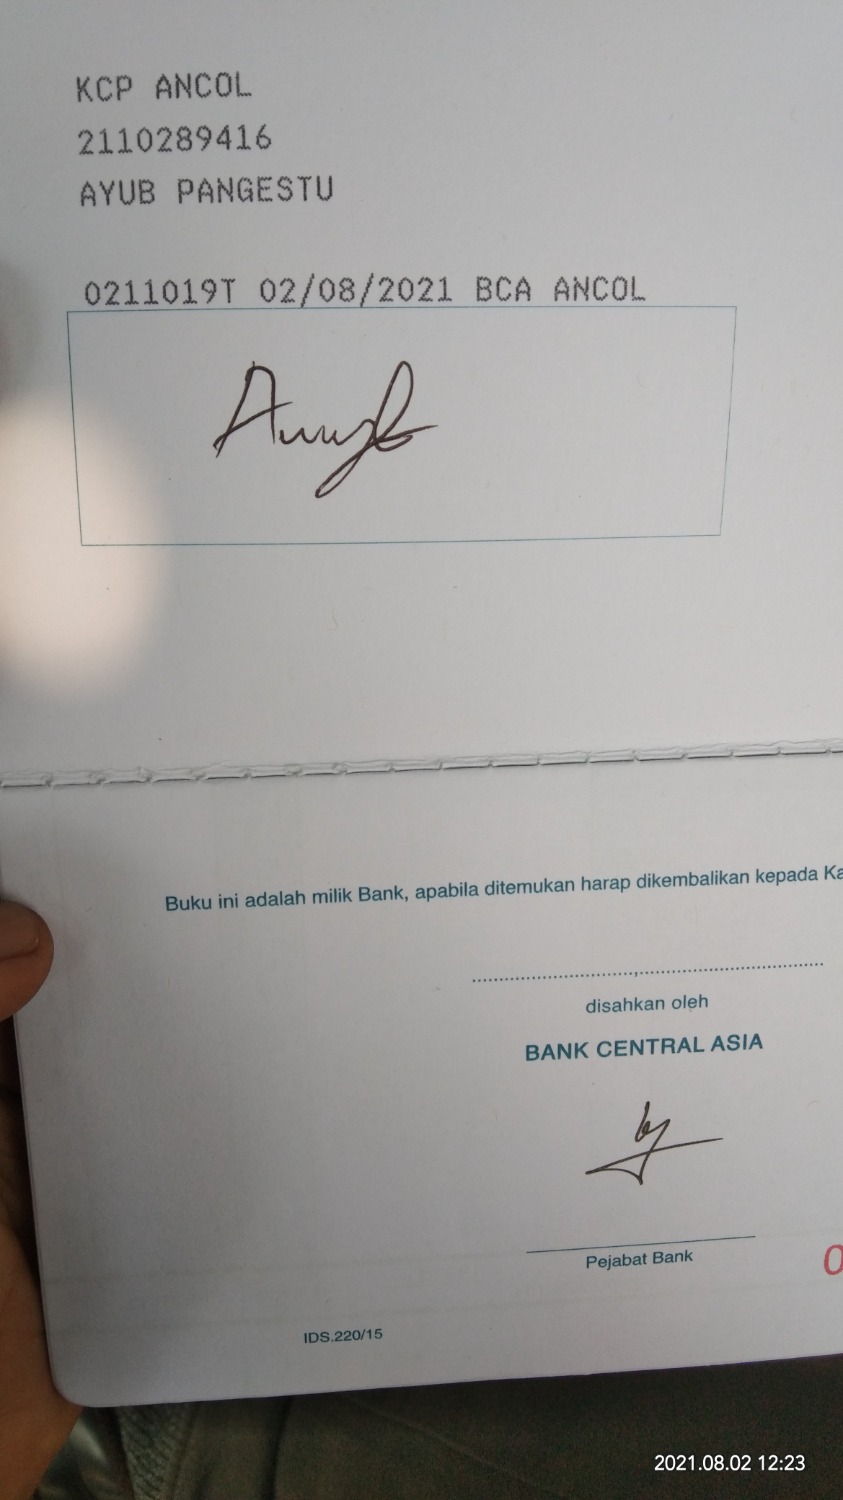 KCP ANCOL
2110289416
AYUB PANGESTU
0211019T 02/08/2021 BCA ANCOL
Buku ini adalah milik Bank, apabila ditemukan harap dikembalikan kepada Ka
disahkan oleh
BANK CENTRAL ASIA
Pejabat Bank
IDS.220/15
2021.08.02 12:23